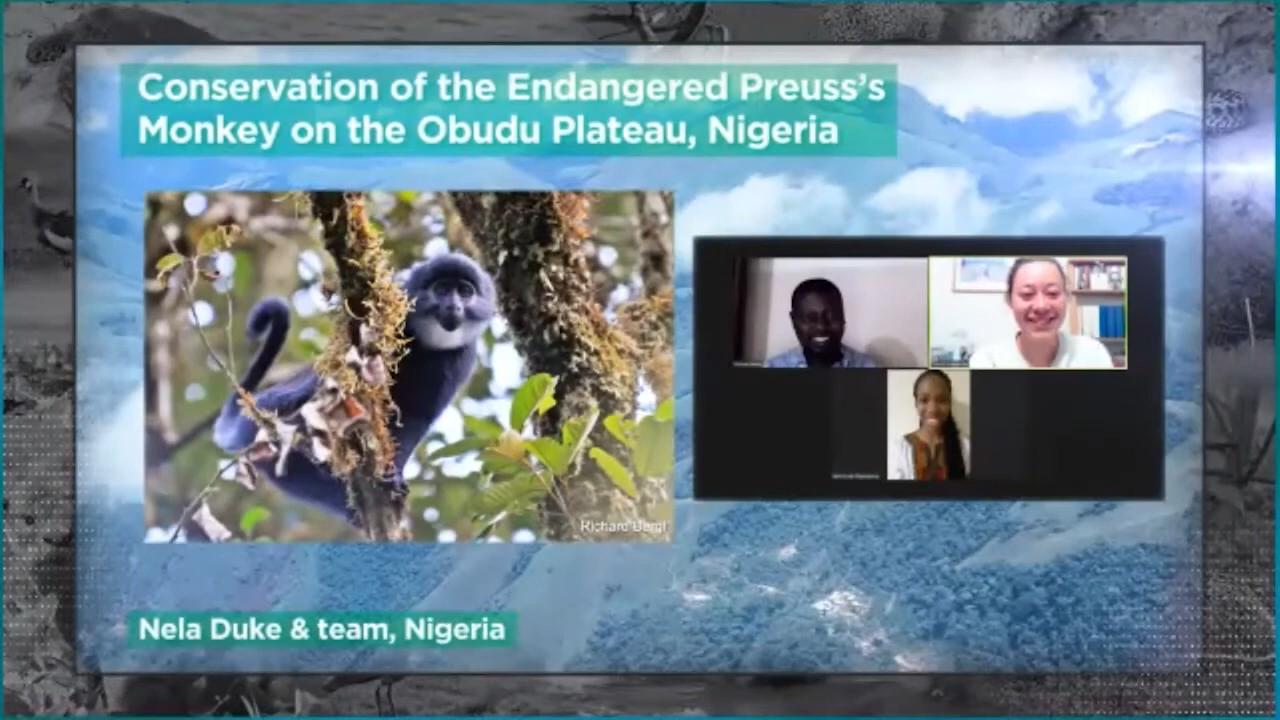 Conservation of the Endangered Preuss's
Monkey on the Obudu Plateau, Nigeria
Richard Bergl
Nela Duke & team, Nigeria